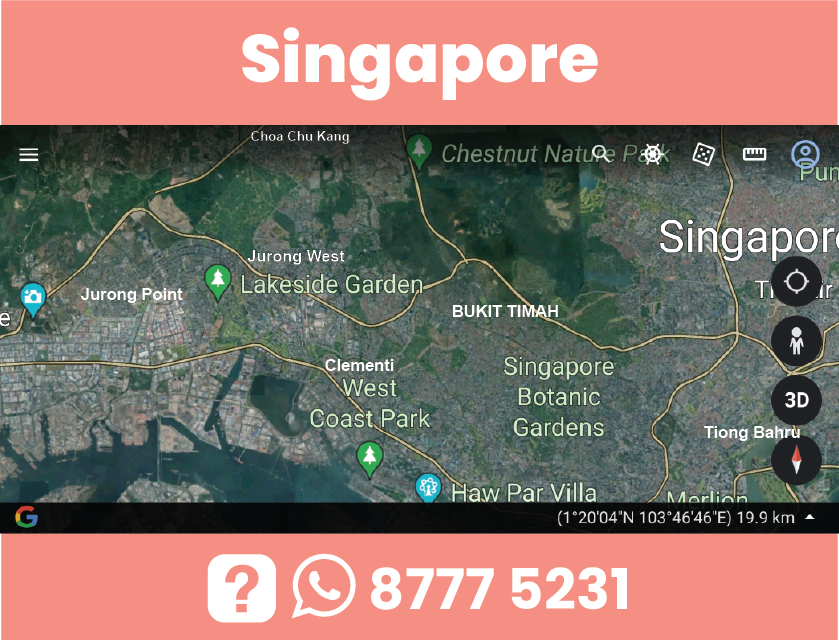 Singapore
Choa Chu Kang
Chestnut Nature Park
Pun
Singapore
Jurong West
Lakeside Garden
Jurong Point
e
BUKIT TIMAH
Clementi
West
Coast Park
Singapore
Botanic
Gardens
3D
Tiong Bahru
Haw Par Villa
Merlion
G
(1°20'04"N 103°46'46"E) 19.9 km
? 8777 5231